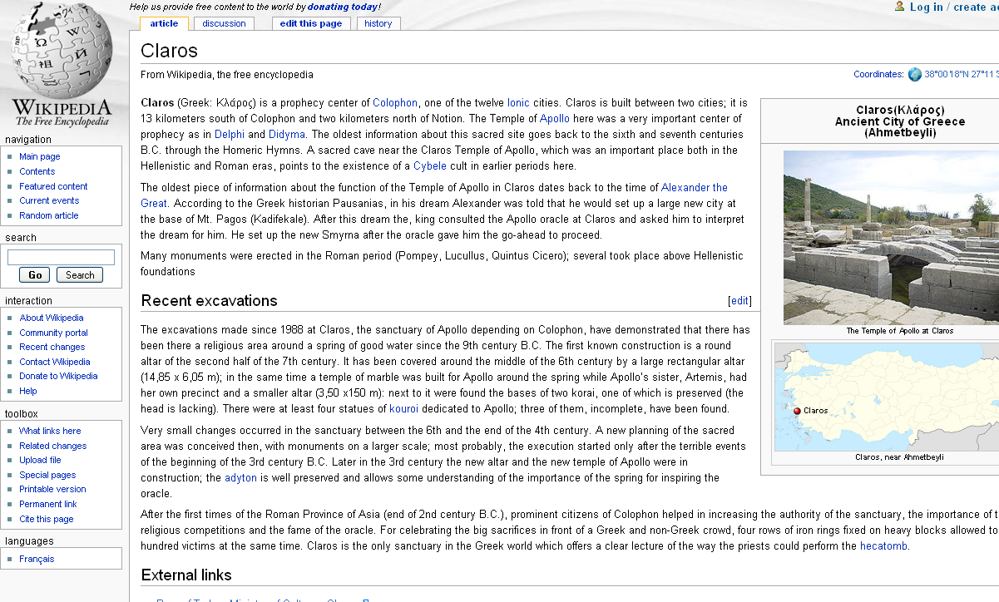 Help us provide free content to the world by donating today!
Log in / create
article
discussion
edit this page
history
WIKIPEDIA
The Free Encyclopedia
Claros
From Wikipedia, the free encyclopedia
Coordinates: 38°00′18″N 27°11′
Claros (Greek: Κλάρος) is a prophecy center of Colophon, one of the twelve Ionic cities. Claros is built between two cities; it is
13 kilometers south of Colophon and two kilometers north of Notion. The Temple of Apollo here was a very important center of
prophecy as in Delphi and Didyma. The oldest information about this sacred site goes back to the sixth and seventh centuries
B.C. through the Homeric Hymns. A sacred cave near the Claros Temple of Apollo, which was an important place both in the
Hellenistic and Roman eras, points to the existence of a Cybele cult in earlier periods here.
The oldest piece of information about the function of the Temple of Apollo in Claros dates back to the time of Alexander the
Great. According to the Greek historian Pausanias, in his dream Alexander was told that he would set up a large new city at
the base of Mt. Pagos (Kadifekale). After this dream the, king consulted the Apollo oracle at Claros and asked him to interpret
the dream for him. He set up the new Smyrna after the oracle gave him the go-ahead to proceed.
Many monuments were erected in the Roman period (Pompey, Lucullus, Quintus Cicero); several took place above Hellenistic
foundations
Claros(Κλάρος)
Ancient City of Greece
(Ahmetbeyli)
The Temple of Apollo at Claros
Claros
Claros, near Ahmetbeyli
Recent excavations
[edit]
The excavations made since 1988 at Claros, the sanctuary of Apollo depending on Colophon, have demonstrated that there has
been there a religious area around a spring of good water since the 9th century B.C. The first known construction is a round
altar of the second half of the 7th century. It has been covered around the middle of the 6th century by a large rectangular altar
(14,85 x 6,05 m); in the same time a temple of marble was built for Apollo around the spring while Apollo's sister, Artemis, had
her own precinct and a smaller altar (3,50 x150 m): next to it were found the bases of two korai, one of which is preserved (the
head is lacking). There were at least four statues of kouroi dedicated to Apollo; three of them, incomplete, have been found.
Very small changes occurred in the sanctuary between the 6th and the end of the 4th century. A new planning of the sacred
area was conceived then, with monuments on a larger scale; most probably, the execution started only after the terrible events
of the beginning of the 3rd century B.C. Later in the 3rd century the new altar and the new temple of Apollo were in
construction; the adyton is well preserved and allows some understanding of the importance of the spring for inspiring the
oracle.
After the first times of the Roman Province of Asia (end of 2nd century B.C.), prominent citizens of Colophon helped in increasing the authority of the sanctuary, the importance of
religious competitions and the fame of the oracle. For celebrating the big sacrifices in front of a Greek and non-Greek crowd, four rows of iron rings fixed on heavy blocks allowed to
hundred victims at the same time. Claros is the only sanctuary in the Greek world which offers a clear lecture of the way the priests could perform the hecatomb.
External links
navigation
Main page
Contents
Featured content
Current events
Random article
search
Go
Search
interaction
About Wikipedia
Community portal
Recent changes
Contact Wikipedia
Donate to Wikipedia
Help
toolbox
What links here
Related changes
Upload file
Special pages
Printable version
Permanent link
Cite this page
languages
Français